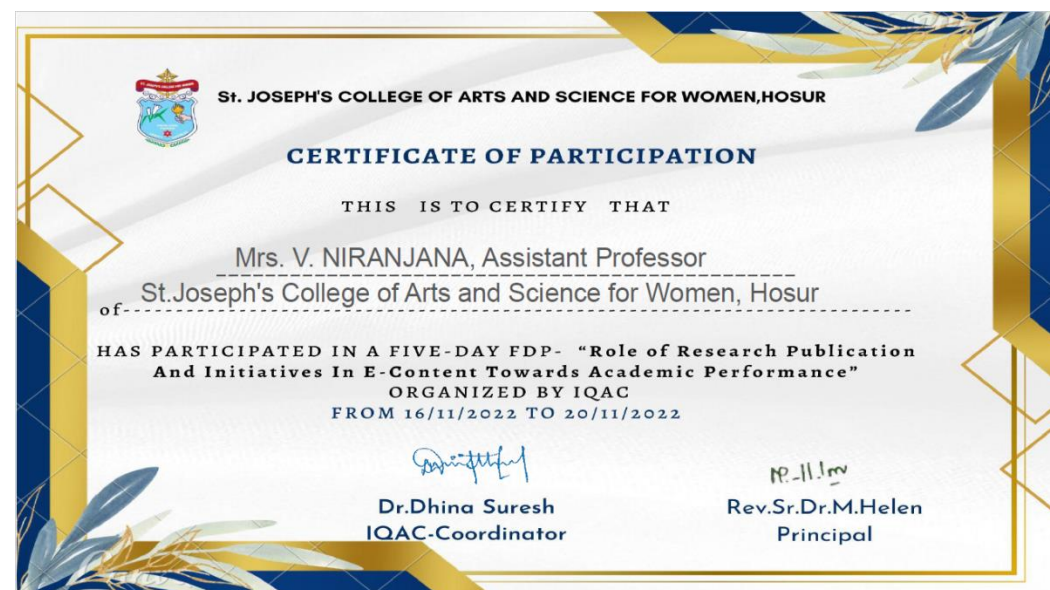 St. JOSEPH'S COLLEGE OF ARTS AND SCIENCE FOR WOMEN,HOSUR
CERTIFICATE OF PARTICIPATION
THIS IS TO CERTIFY THAT
Mrs. V. NIRANJANA, Assistant Professor
of St.Joseph's College of Arts and Science for Women, Hosur
HAS PARTICIPATED IN A FIVE-DAY FDP- “Role of Research Publication
And Initiatives In E-Content Towards Academic Performance”
ORGANIZED BY IQAC
FROM 16/11/2022 TO 20/11/2022
Dr.Dhina Suresh
IQAC-Coordinator
Rev.Sr.Dr.M.Helen
Principal